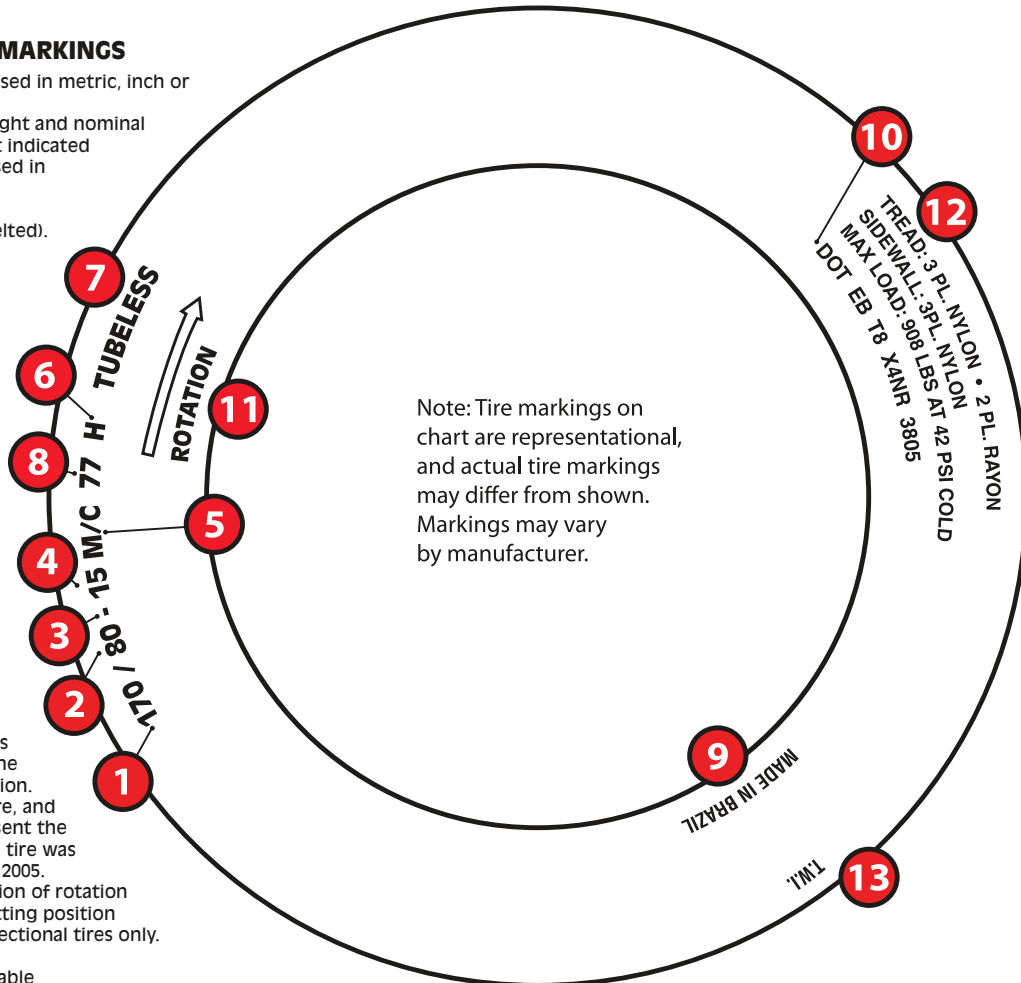 MARKINGS
sed in metric, inch or
ght and nominal
t indicated
sed in
elted).
7
TUBELESS
6
8
ROTATION
11
5
4
3
2
1
170 / 80 - 15 M/C 77 H
10
12
TREAD: 3 PL. NYLON • 2 PL. RAYON
SIDEWALL: 3PL. NYLON
MAX LOAD: 908 LBS AT 42 PSI COLD
DOT EB T8 X4NR 3805
Note: Tire markings on
chart are representational,
and actual tire markings
may differ from shown.
Markings may vary
by manufacturer.
9
MADE IN BRAZIL
T.W.I.
13
s
he
tion.
re, and
sent the
tire was
2005.
tion of rotation
tting position
ectional tires only.
able